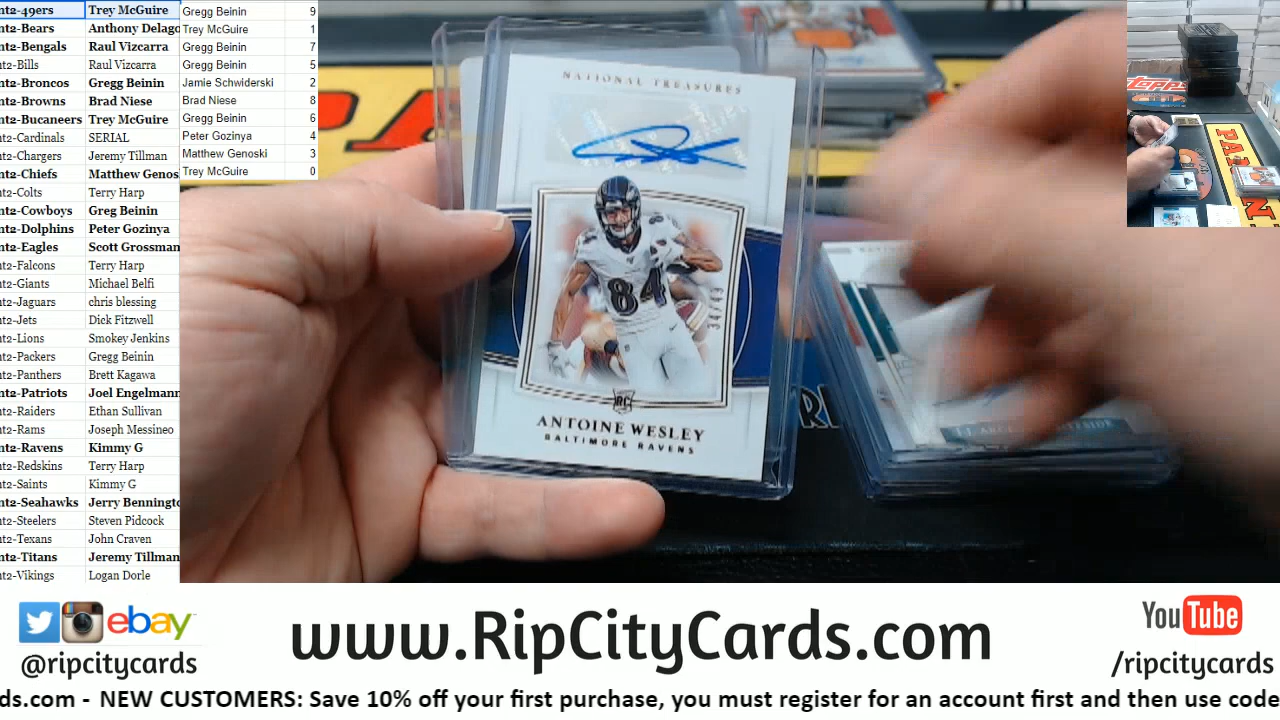 nt2-49ers Trey McGuire
nt2-Bears Anthony Delago
nt2-Bengals Raul Vizcarra
nt2-Bills Raul Vizcarra
nt2-Broncos Gregg Beinin
nt2-Browns Brad Niese
nt2-Bucaneers Trey McGuire
nt2-Cardinals SERIAL
nt2-Chargers Jeremy Tillman
nt2-Chiefs Matthew Genos
nt2-Colts Terry Harp
nt2-Cowboys Greg Beinin
nt2-Dolphins Peter Gozinya
nt2-Eagles Scott Grossman
nt2-Falcons Terry Harp
nt2-Giants Michael Belfi
nt2-Jaguars chris blessing
nt2-Jets Dick Fitzwell
nt2-Lions Smokey Jenkins
nt2-Packers Gregg Beinin
nt2-Panthers Brett Kagawa
nt2-Patriots Joel Engelmann
nt2-Raiders Ethan Sullivan
nt2-Rams Joseph Messineo
nt2-Ravens Kimmy G
nt2-Redskins Terry Harp
nt2-Saints Kimmy G
nt2-Seahawks Jerry Benningto
nt2-Steelers Steven Pidcock
nt2-Texans John Craven
nt2-Titans Jeremy Tillman
nt2-Vikings Logan Dorle
Gregg Beinin 9
Trey McGuire 1
Gregg Beinin 7
Gregg Beinin 5
Jamie Schwiderski 2
Brad Niese 8
Gregg Beinin 6
Peter Gozinya 4
Matthew Genoski 3
Trey McGuire 0
NATIONAL TREASURES
84
84
RC
ANTOINE WESLEY
BALTIMORE RAVENS
topps
PANIN
ebay
@ripcitycards
www.RipCityCards.com
YouTube
/ripcitycards
ds.com - NEW CUSTOMERS: Save 10% off your first purchase, you must register for an account first and then use code